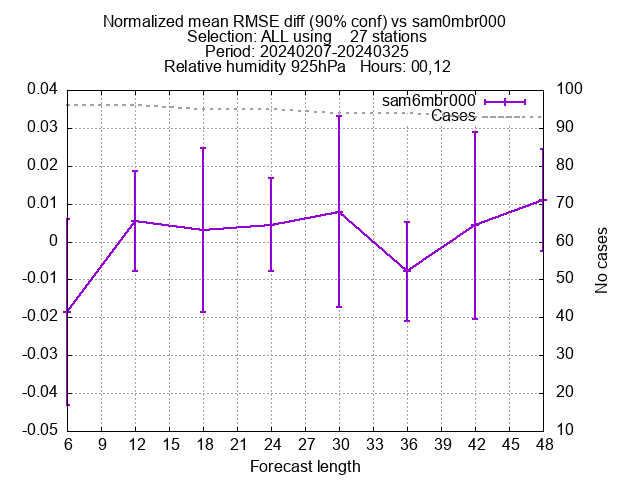 Normalized mean RMSE diff (90% conf) vs sam0mbr000
Selection: ALL using    27 stations
Period: 20240207-20240325
Relative humidity 925hPa   Hours: 00,12
sam6mbr000
Cases
0.04
0.03
0.02
0.01
0
-0.01
-0.02
-0.03
-0.04
-0.05
100
90
80
70
60
50
40
30
20
10
No cases
6 9 12 15 18 21 24 27 30 33 36 39 42 45 48
Forecast length